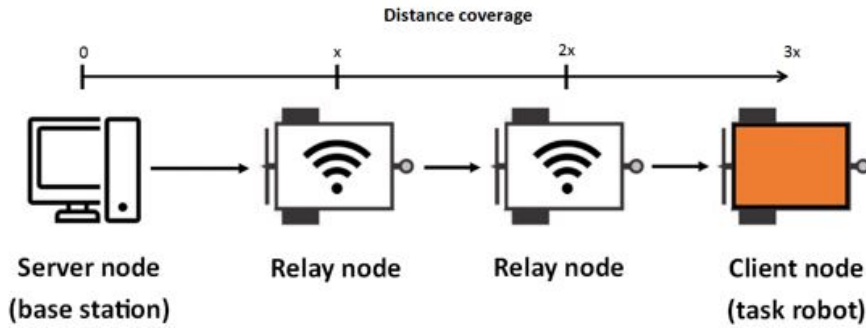 Distance coverage
0 x 2x 3x
Server node Relay node Relay node Client node
(base station) (task robot)